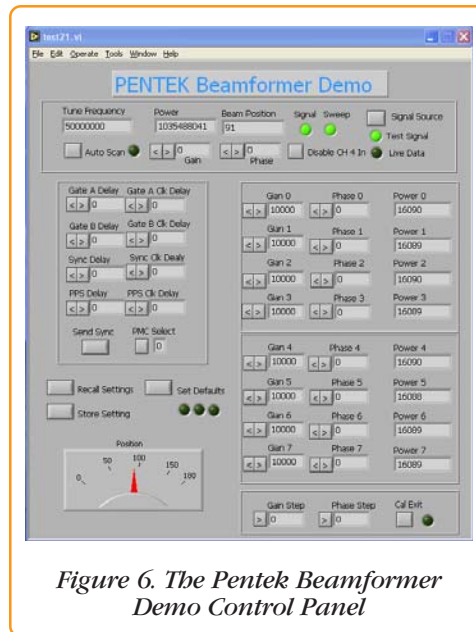 test21.vi
File Edit Operate Tools Window Help
PENTEK Beamformer Demo
Tune Frequency Power Beam Position Signal Sweep Signal Source
50000000 1035488041 91 Test Signal
Auto Scan 0 0 Disable CH 4 In Live Data
Gain Phase
Gate A Delay Gate A Clk Delay
0 0
Gate B Delay Gate B Clk Delay
0 0
Sync Delay Sync Clk Dealy
0 0
PPS Delay PPS Clk Delay
0 0
Send Sync PMC Select
0
Recall Settings Set Defaults
Store Setting
Position
0 50 100 150 180
Gian 0 Phase 0 Power 0
10000 0 16090
Gian 1 Phase 1 Power 1
10000 0 16089
Gian 2 Phase 2 Power 2
10000 0 16090
Gian 3 Phase 3 Power 3
10000 0 16089
Gian 4 Phase 4 Power 4
10000 0 16090
Gian 5 Phase 5 Power 5
10000 0 16088
Gian 6 Phase 6 Power 6
10000 0 16089
Gian 7 Phase 7 Power 7
10000 0 16089
Gain Step Phase Step Cal Exit
0 0
Figure 6. The Pentek Beamformer
Demo Control Panel